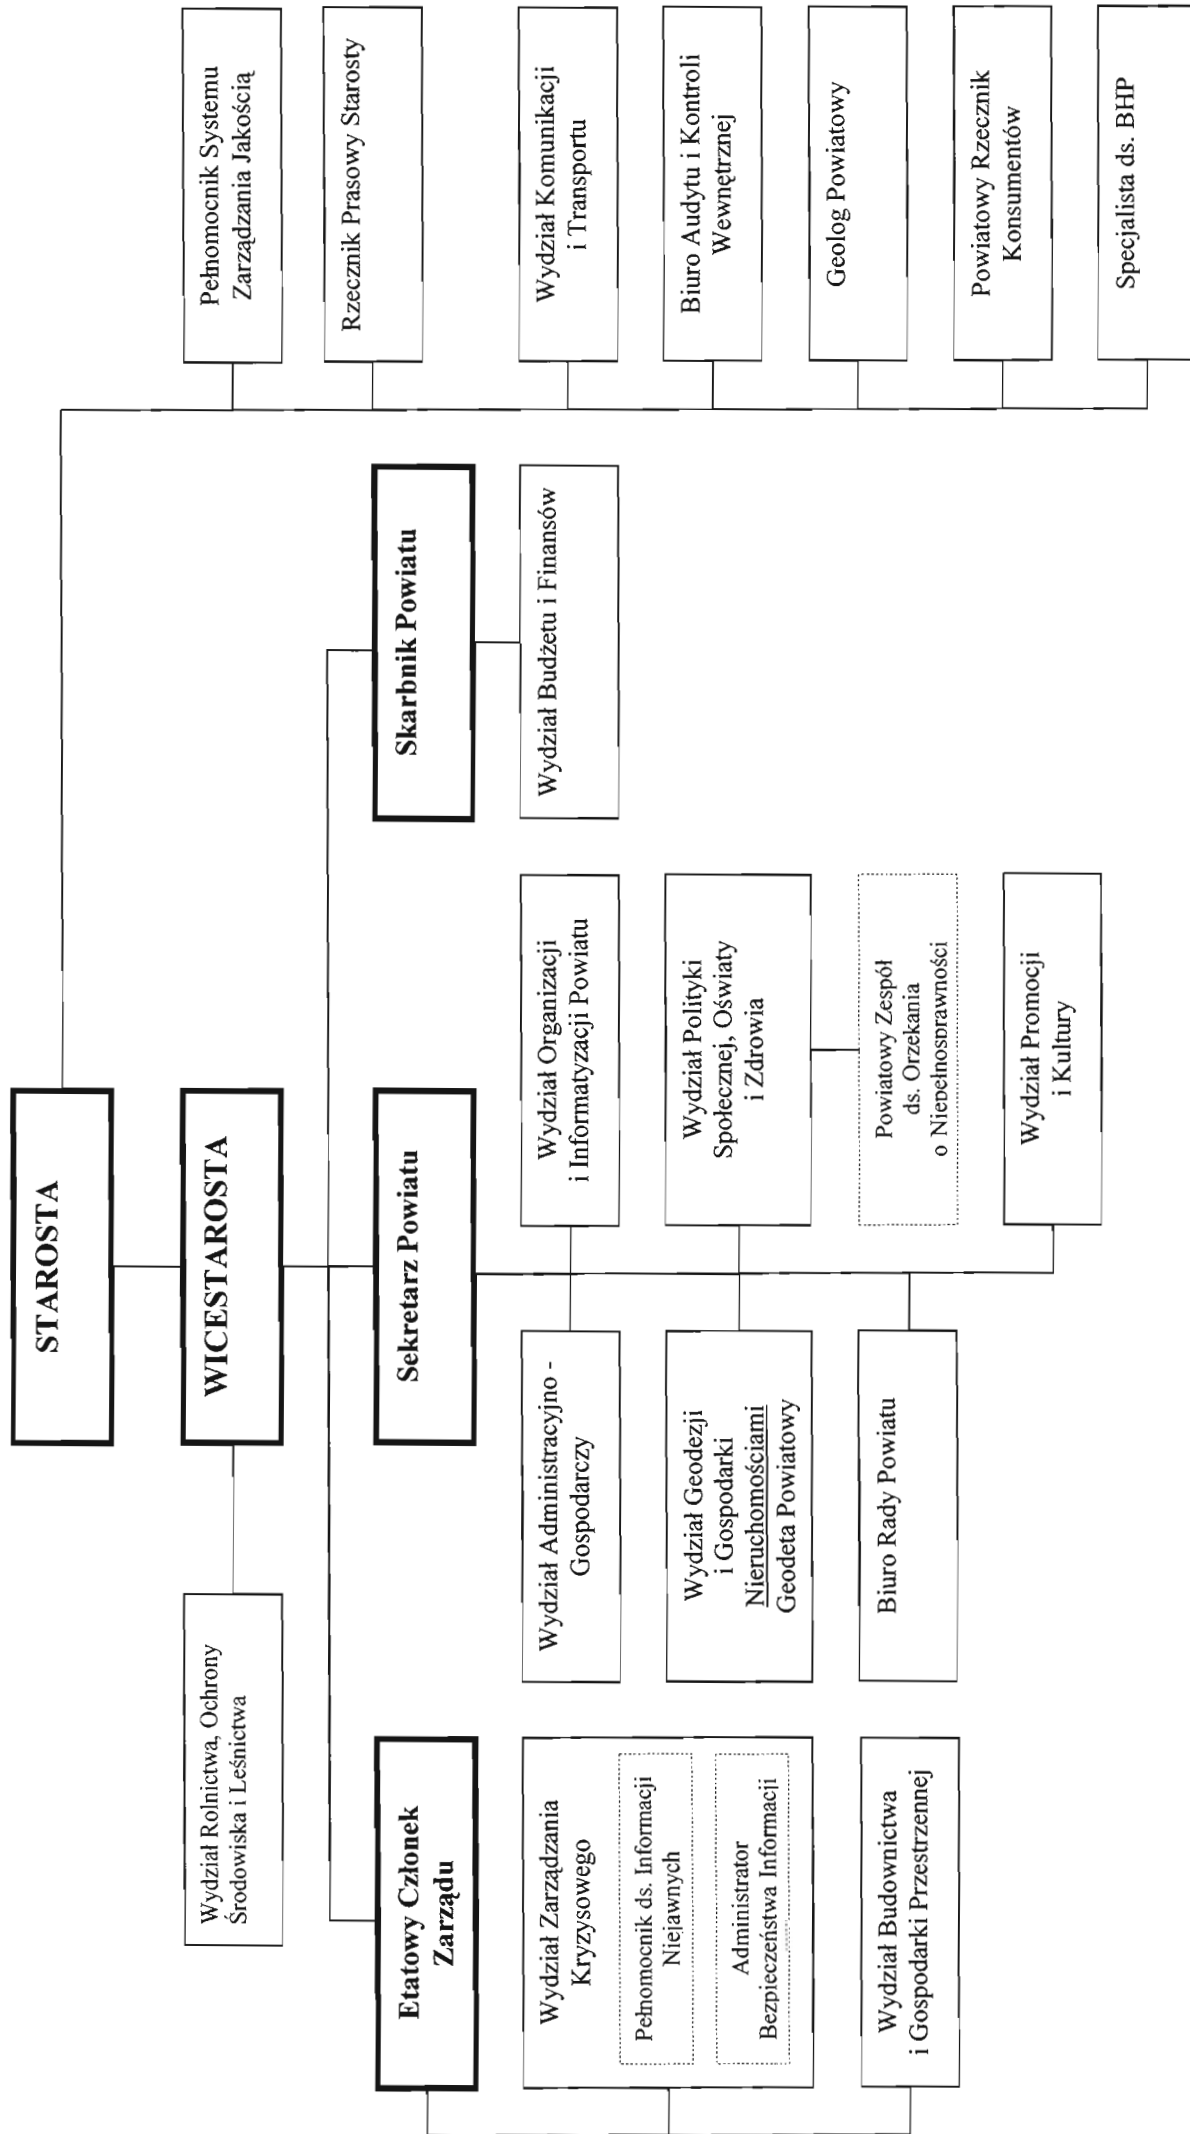 STAROSTA
WICESTAROSTA
Wydział Rolnictwa, Ochrony
Środowiska i Leśnictwa
Etatowy Członek
Zarządu
Sekretarz Powiatu
Skarbnik Powiatu
Wydział Zarządzania
Kryzysowego
Pełnomocnik ds. Informacji
Niejawnych
Administrator
Bezpieczeństwa Informacji
Wydział Budownictwa
i Gospodarki Przestrzennej
Wydział Administracyjno -
Gospodarczy
Wydział Geodezji
i Gospodarki
Nieruchomościami
Geodeta Powiatowy
Biuro Rady Powiatu
Wydział Organizacji
i Informatyzacji Powiatu
Wydział Polityki
Społecznej, Oświaty
i Zdrowia
Powiatowy Zespół
ds. Orzekania
o Niepełnosprawności
Wydział Promocji
i Kultury
Wydział Budżetu i Finansów
Pełnomocnik Systemu
Zarządzania Jakością
Rzecznik Prasowy Starosty
Wydział Komunikacji
i Transportu
Biuro Audytu i Kontroli
Wewnętrznej
Geolog Powiatowy
Powiatowy Rzecznik
Konsumentów
Specjalista ds. BHP